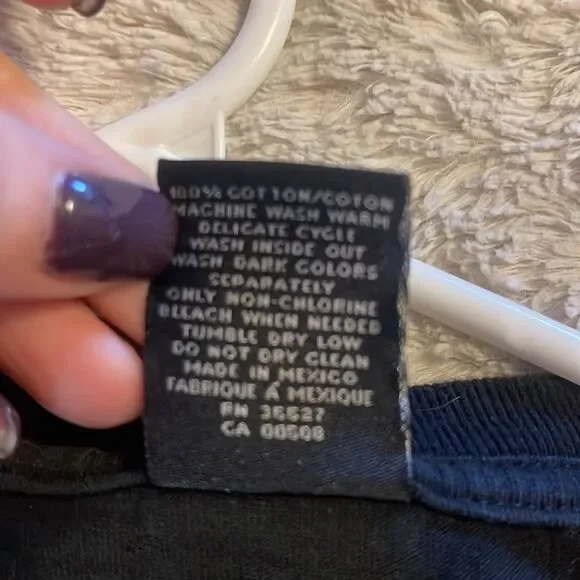 100% COTTON/COTON
MACHINE WASH WARM
DELICATE CYCLE
WASH INSIDE OUT
WASH DARK COLORS
SEPARATELY
ONLY NON-CHLORINE
BLEACH WHEN NEEDED
TUMBLE DRY LOW
DO NOT DRY CLEAN
MADE IN MEXICO
FABRIQUE A MEXIQUE
RN 36527
CA 00508